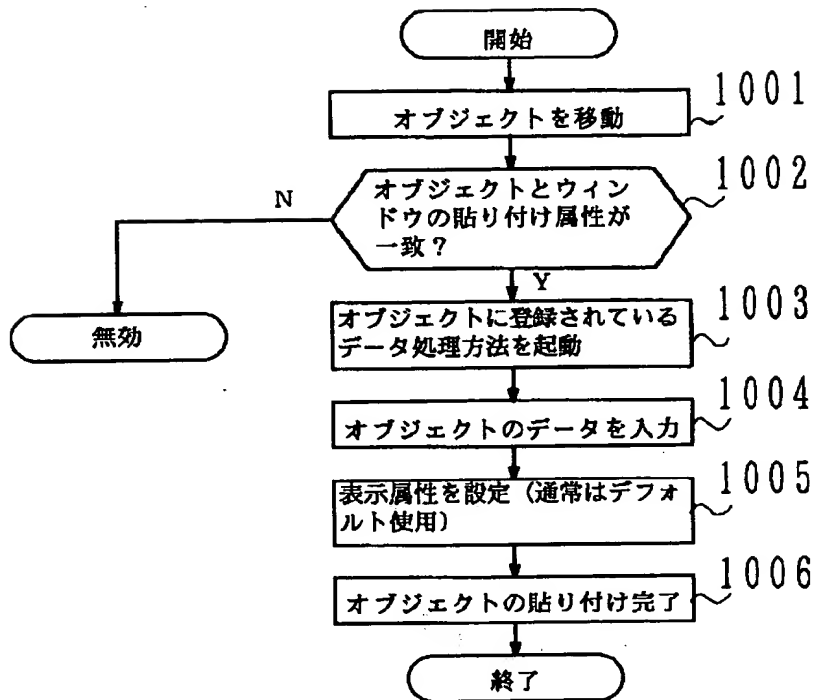 開始
オブジェクトを移動
1001
オブジェクトとウィン
ドウの貼り付け属性が
一致？
1002
N
Y
無効
オブジェクトに登録されている
データ処理方法を起動
1003
オブジェクトのデータを入力
1004
表示属性を設定（通常はデフォ
ルト使用）
1005
オブジェクトの貼り付け完了
1006
終了